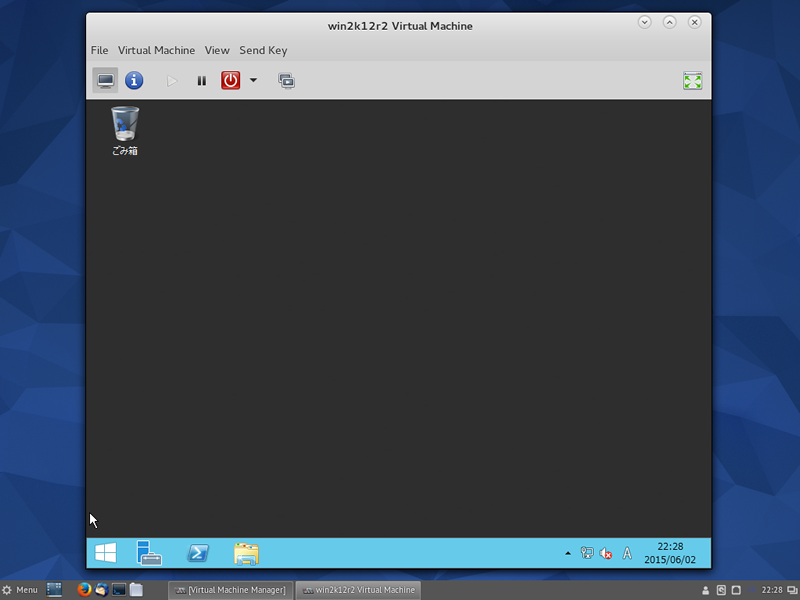 win2k12r2 Virtual Machine
File Virtual Machine View Send Key
ごみ箱
A
22:28
2015/06/02
Menu [Virtual Machine Manager] win2k12r2 Virtual Machine 22:28